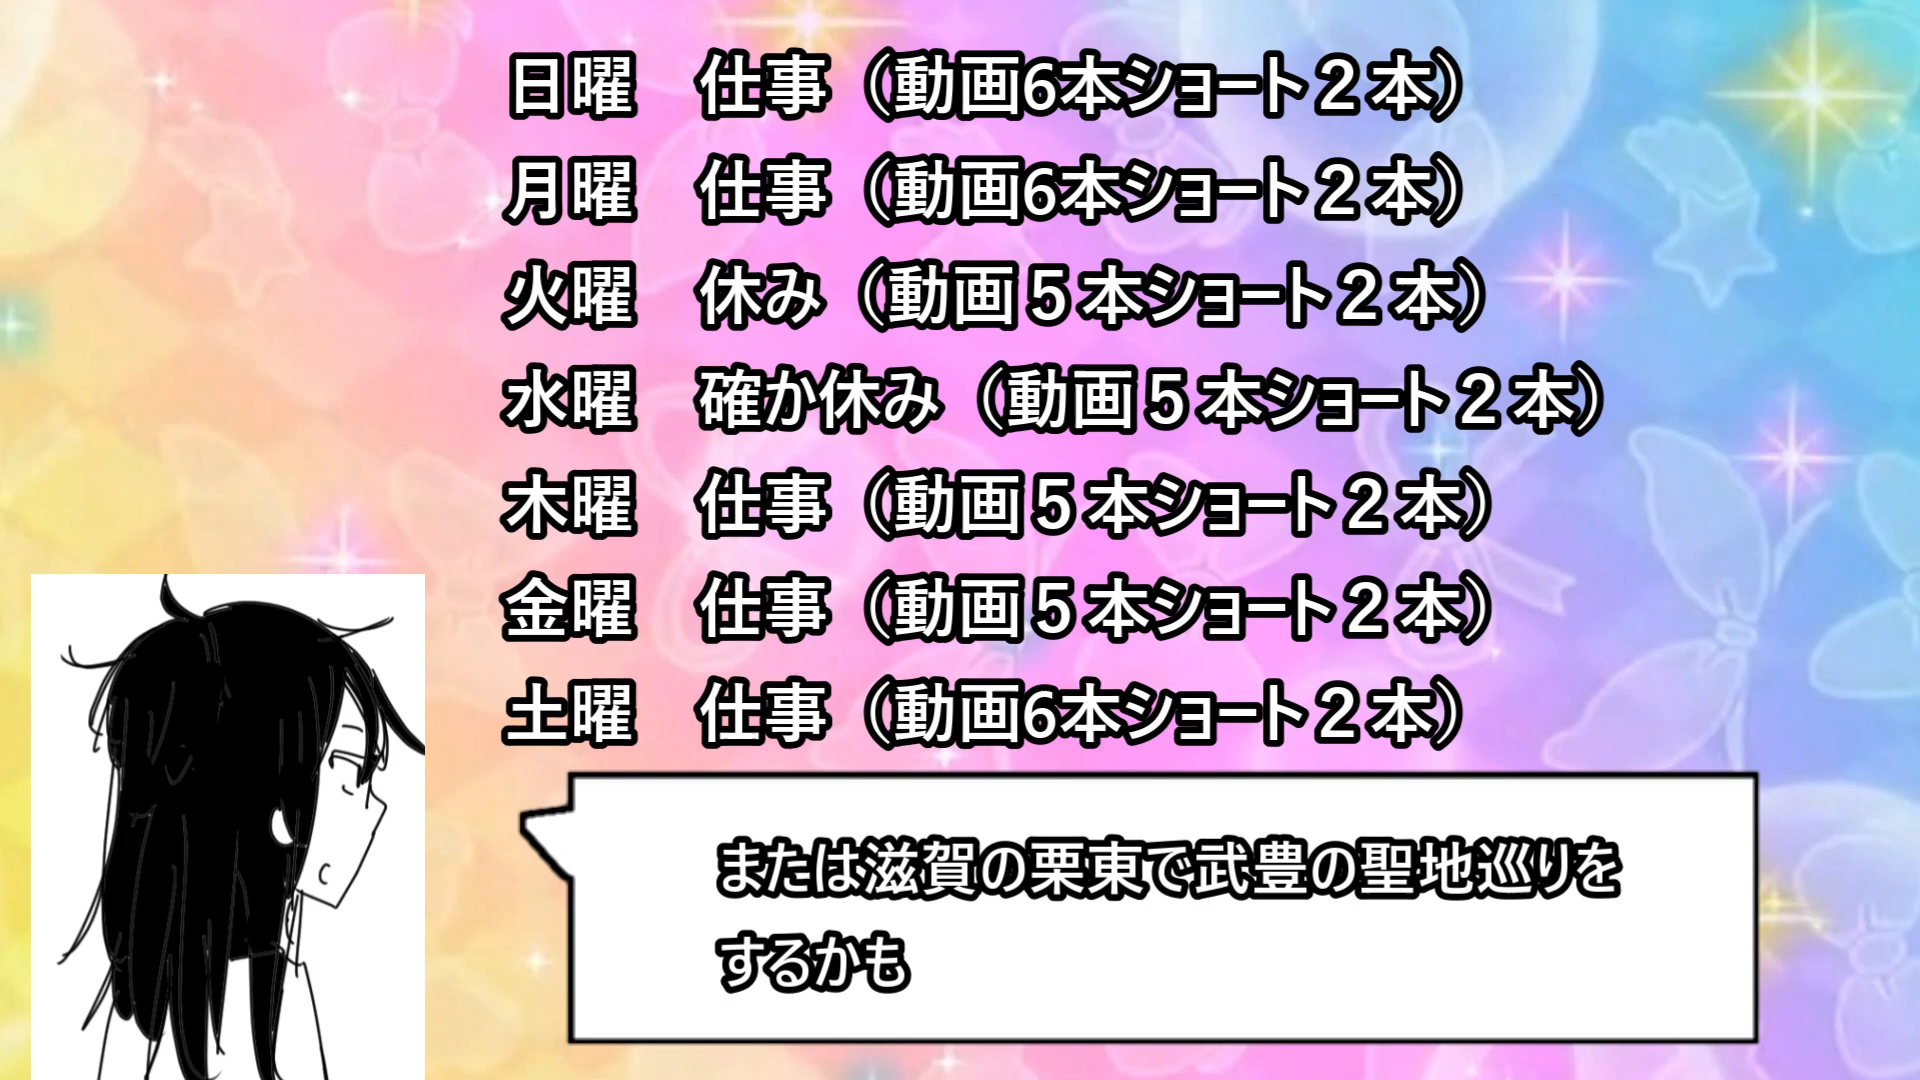 日曜　仕事（動画6本ショート２本）
月曜　仕事（動画6本ショート２本）
火曜　休み（動画５本ショート２本）
水曜　確か休み（動画５本ショート２本）
木曜　仕事（動画５本ショート２本）
金曜　仕事（動画５本ショート２本）
土曜　仕事（動画6本ショート２本）
または滋賀の栗東で武豊の聖地巡りを
するかも